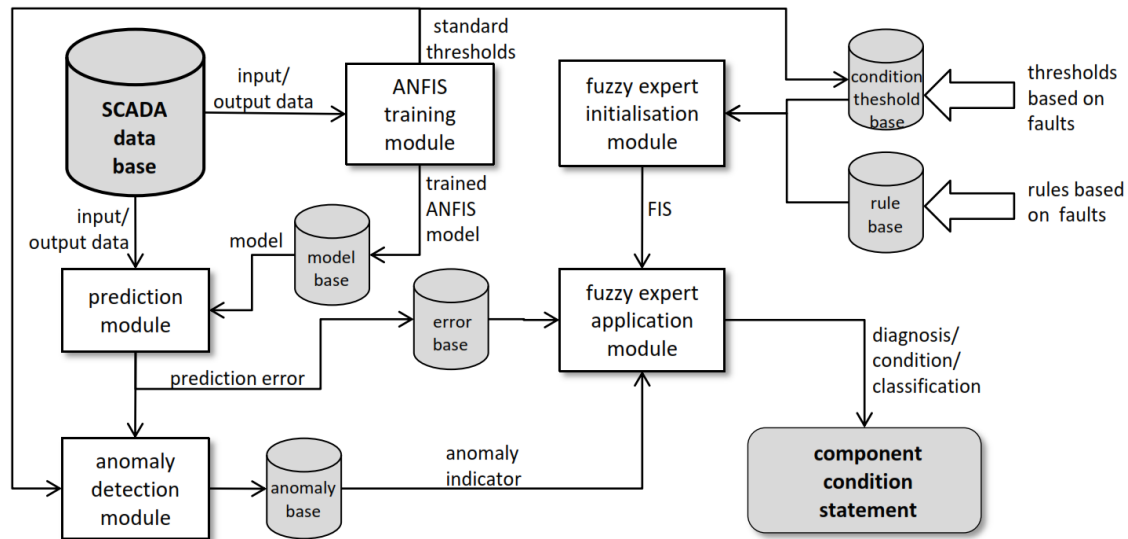 standard
thresholds
SCADA
data
base
input/
output data
ANFIS
training
module
fuzzy expert
initialisation
module
condition
theshold
base
thresholds
based on
faults
rule
base
rules based
on faults
input/
output data
trained
ANFIS
model
FIS
model
model
base
prediction
module
error
base
fuzzy expert
application
module
prediction error
diagnosis/
condition/
classification
anomaly
detection
module
anomaly
base
anomaly
indicator
component
condition
statement